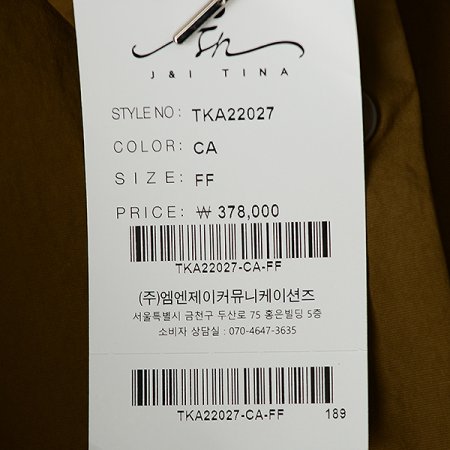 J & I TINA
STYLE NO : TKA22027
COLOR : CA
SIZE : FF
PRICE : ₩ 378,000
TKA22027-CA-FF
(주)엠엔제이커뮤니케이션즈
서울특별시 금천구 두산로 75 홍은빌딩 5층
소비자 상담실 : 070-4647-3635
TKA22027-CA-FF 189